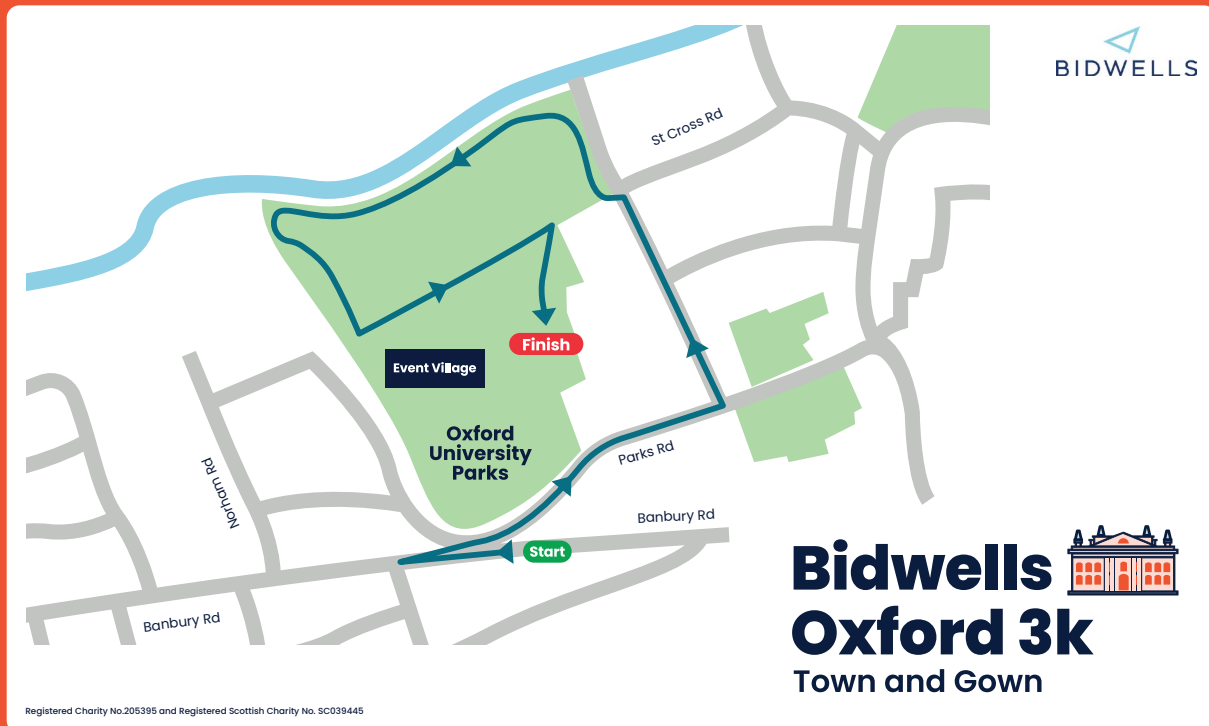 BIDWELLS
St Cross Rd
Finish
Event Village
Oxford
University
Parks
Parks Rd
Norham Rd
Banbury Rd
Start
Banbury Rd
Bidwells
Oxford 3k
Town and Gown
Registered Charity No.205395 and Registered Scottish Charity No. SC039445